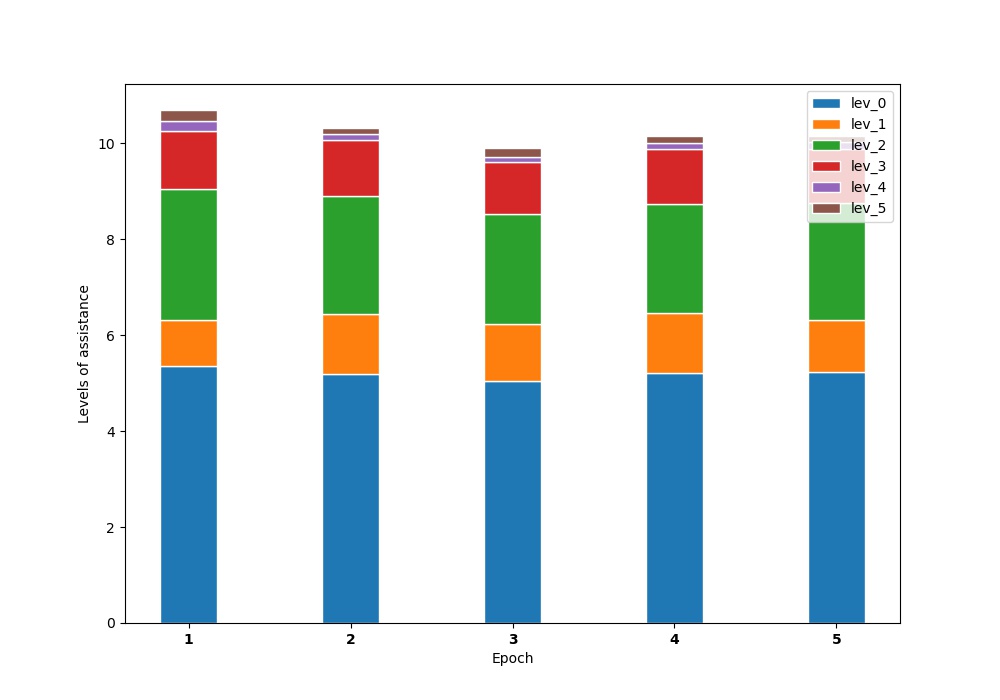 lev_0
lev_1
lev_2
lev_3
lev_4
lev_5
10
8
6
4
2
0
Levels of assistance
1 2 3 4 5
Epoch